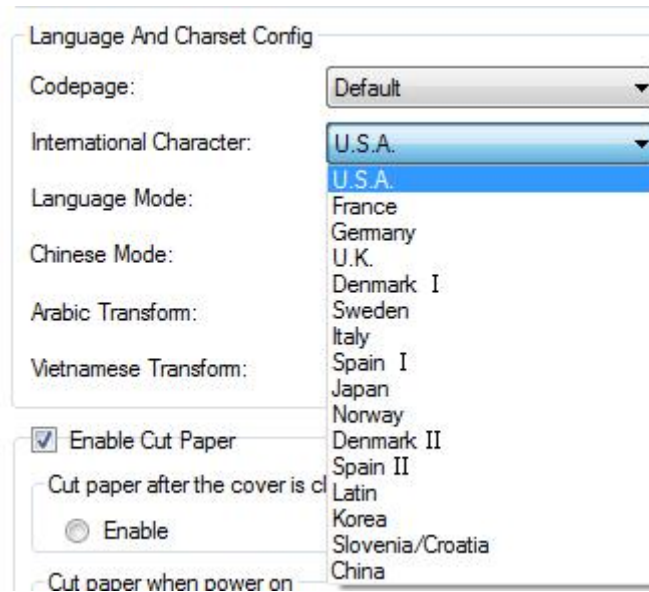 Language And Charset Config
Codepage: Default
International Character: U.S.A.
U.S.A.
Language Mode:
France
Germany
Chinese Mode:
U.K.
Denmark I
Arabic Transform:
Sweden
Italy
Vietnamese Transform:
Spain I
Japan
Norway
Enable Cut Paper
Denmark II
Spain II
Cut paper after the cover is
Latin
Enable
Korea
Slovenia/Croatia
Cut paper when power on
China